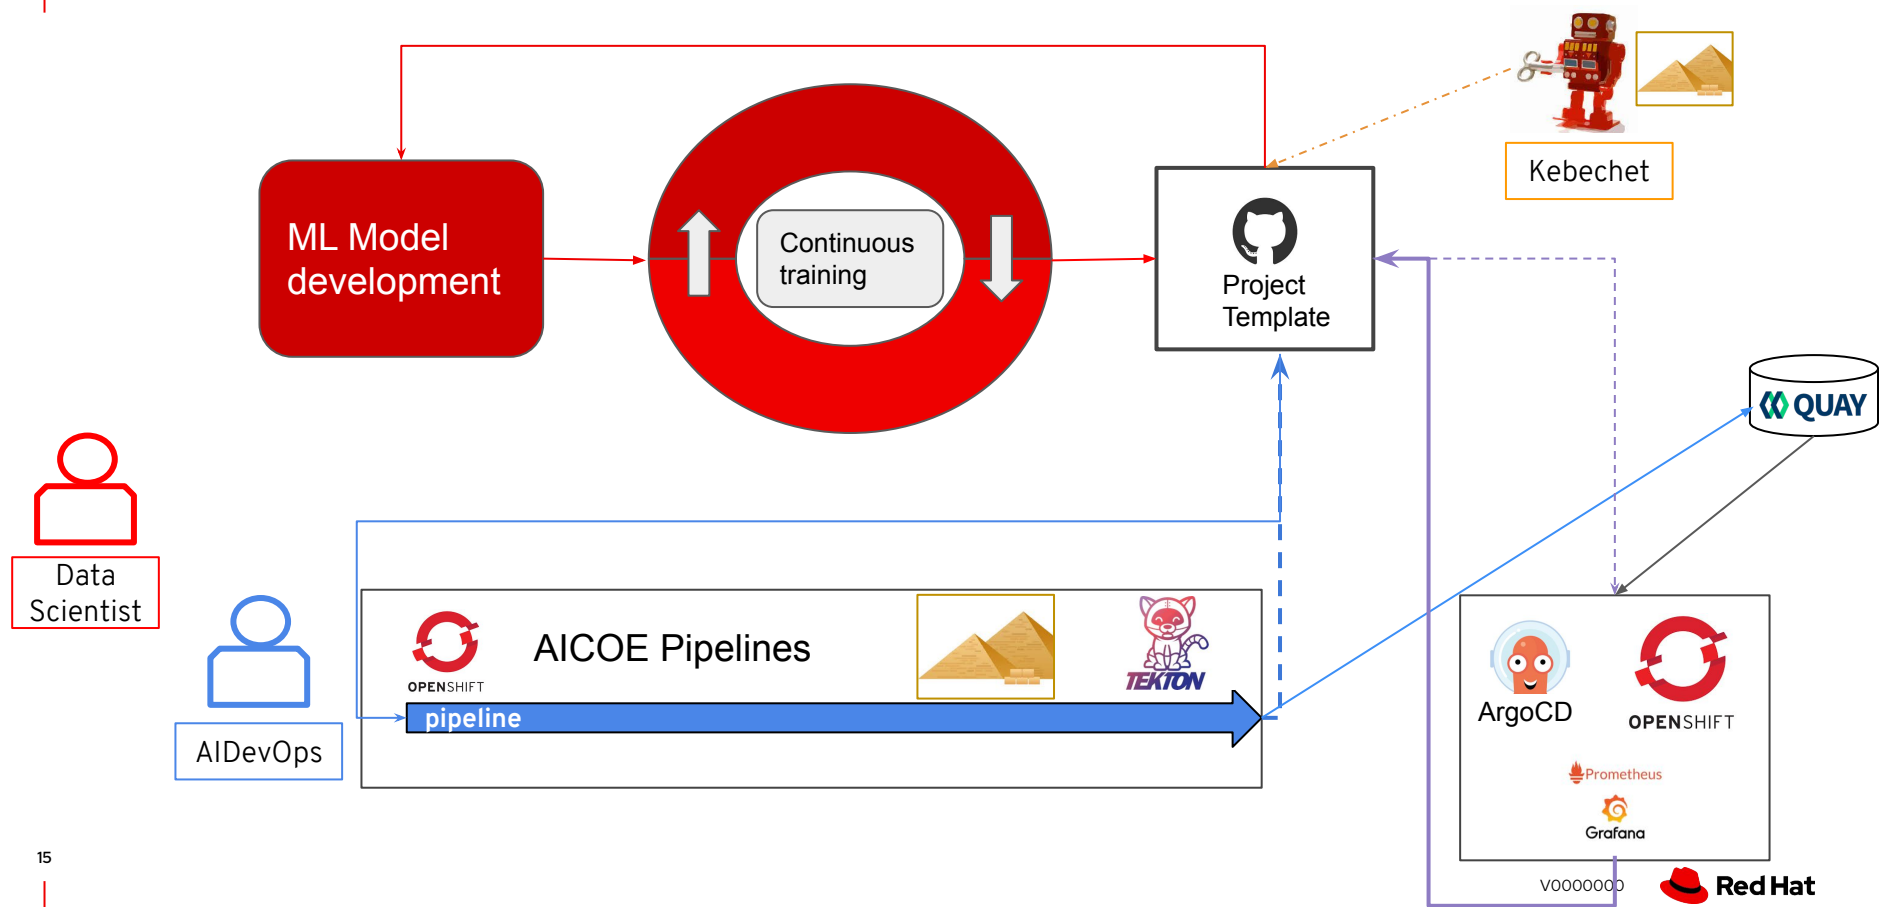 Kebechet
ML Model
development
Continuous
training
Project
Template
QUAY
Data
Scientist
AIDevOps
OPENSHIFT
AICOE Pipelines
TEKTON
pipeline
ArgoCD
OPENSHIFT
Prometheus
Grafana
15
V0000000
Red Hat